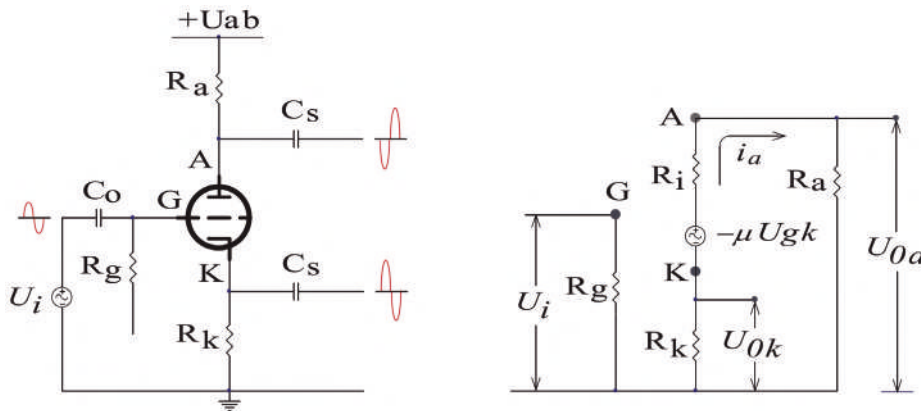 +Uab
Ra
Cs
A
Co
G
Rg
K
Cs
Ui
Rk
A
ia
Ri
Ra
G
−μUgk
K
Rg
Ui
U0a
Rk
U0k